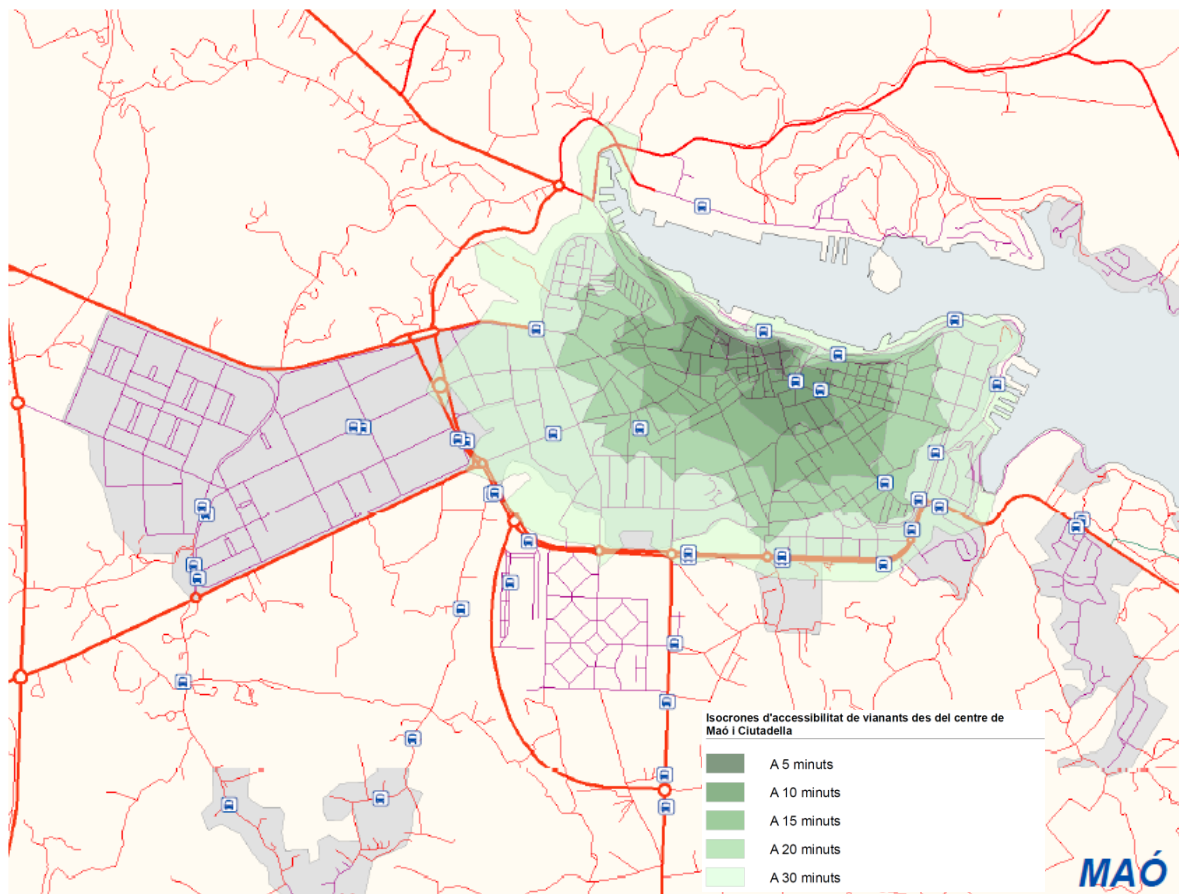 Isocrones d'accessibilitat de vianants des del centre de
Maó i Ciutadella
A 5 minuts
A 10 minuts
A 15 minuts
A 20 minuts
A 30 minuts
MAÓ